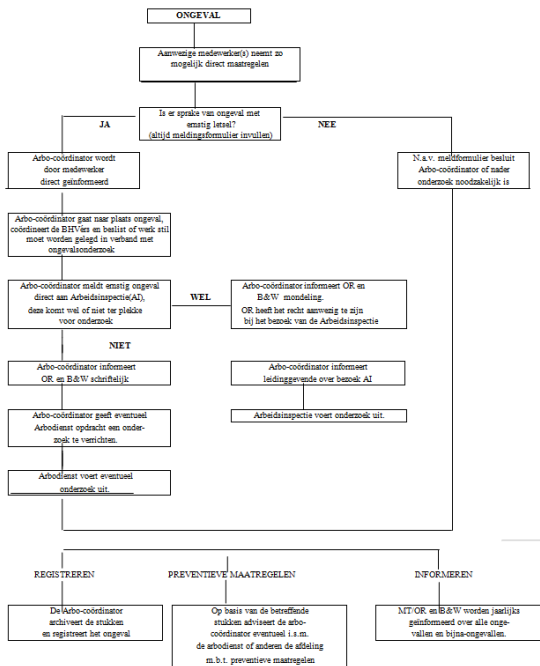 ONGEVAL
Aanwezige medewerker(s) neemt zo
mogelijk direct maatregelen
Is er sprake van ongeval met
ernstig letsel?
(altijd meldingsformulier invullen)
JA
NEE
Arbo-coördinator wordt
door medewerker
direct geïnformeerd
N.a.v. meldformulier besluit
Arbo-coördinator of nader
onderzoek noodzakelijk is
Arbo-coördinator gaat naar plaats ongeval,
coördineert de BHVérs en beslist of werk stil
moet worden gelegd in verband met
ongevalsonderzoek
Arbo-coördinator meldt ernstig ongeval
direct aan Arbeidsinspectie(AI),
deze komt wel of niet ter plekke
voor onderzoek
WEL
Arbo-coördinator informeert OR en
B&W mondeling.
OR heeft het recht aanwezig te zijn
bij het bezoek van de Arbeidsinspectie
NIET
Arbo-coördinator informeert
OR en B&W schriftelijk
Arbo-coördinator informeert
leidinggevende over bezoek AI
Arbo-coördinator geeft eventueel
Arbodienst opdracht een onder-
zoek te verrichten.
Arbeidsinspectie voert onderzoek uit.
Arbodienst voert eventueel
onderzoek uit.
REGISTREREN
PREVENTIEVE MAATREGELEN
INFORMEREN
De Arbo-coördinator
archiveert de stukken
en registreert het ongeval
Op basis van de betreffende
stukken adviseert de arbo-
coördinator eventueel i.s.m.
de arbodienst of anderen de afdeling
m.b.t. preventieve maatregelen
MT/OR en B&W worden jaarlijks
geïnformeerd over alle onge-
vallen en bijna-ongevallen.